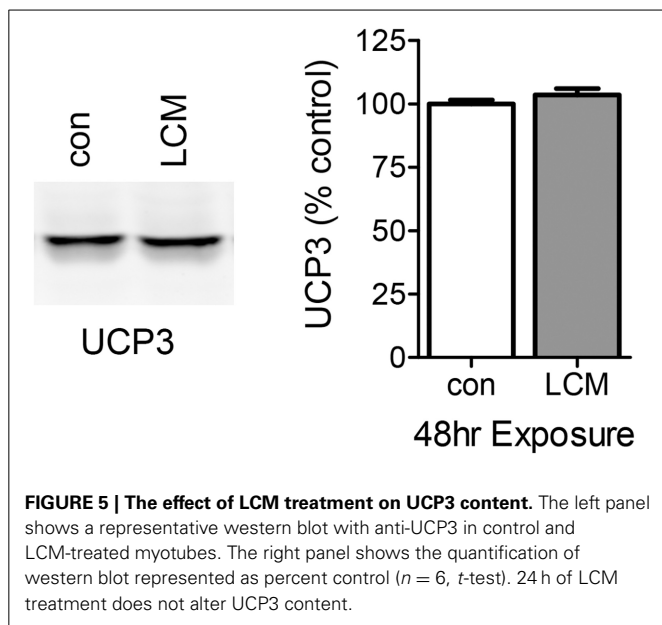 con
LCM
UCP3
UCP3 (% control)
125
100
75
50
25
0
con
LCM
48hr Exposure
FIGURE 5 | The effect of LCM treatment on UCP3 content. The left panel
shows a representative western blot with anti-UCP3 in control and
LCM-treated myotubes. The right panel shows the quantification of
western blot represented as percent control (n = 6, t-test). 24 h of LCM
treatment does not alter UCP3 content.